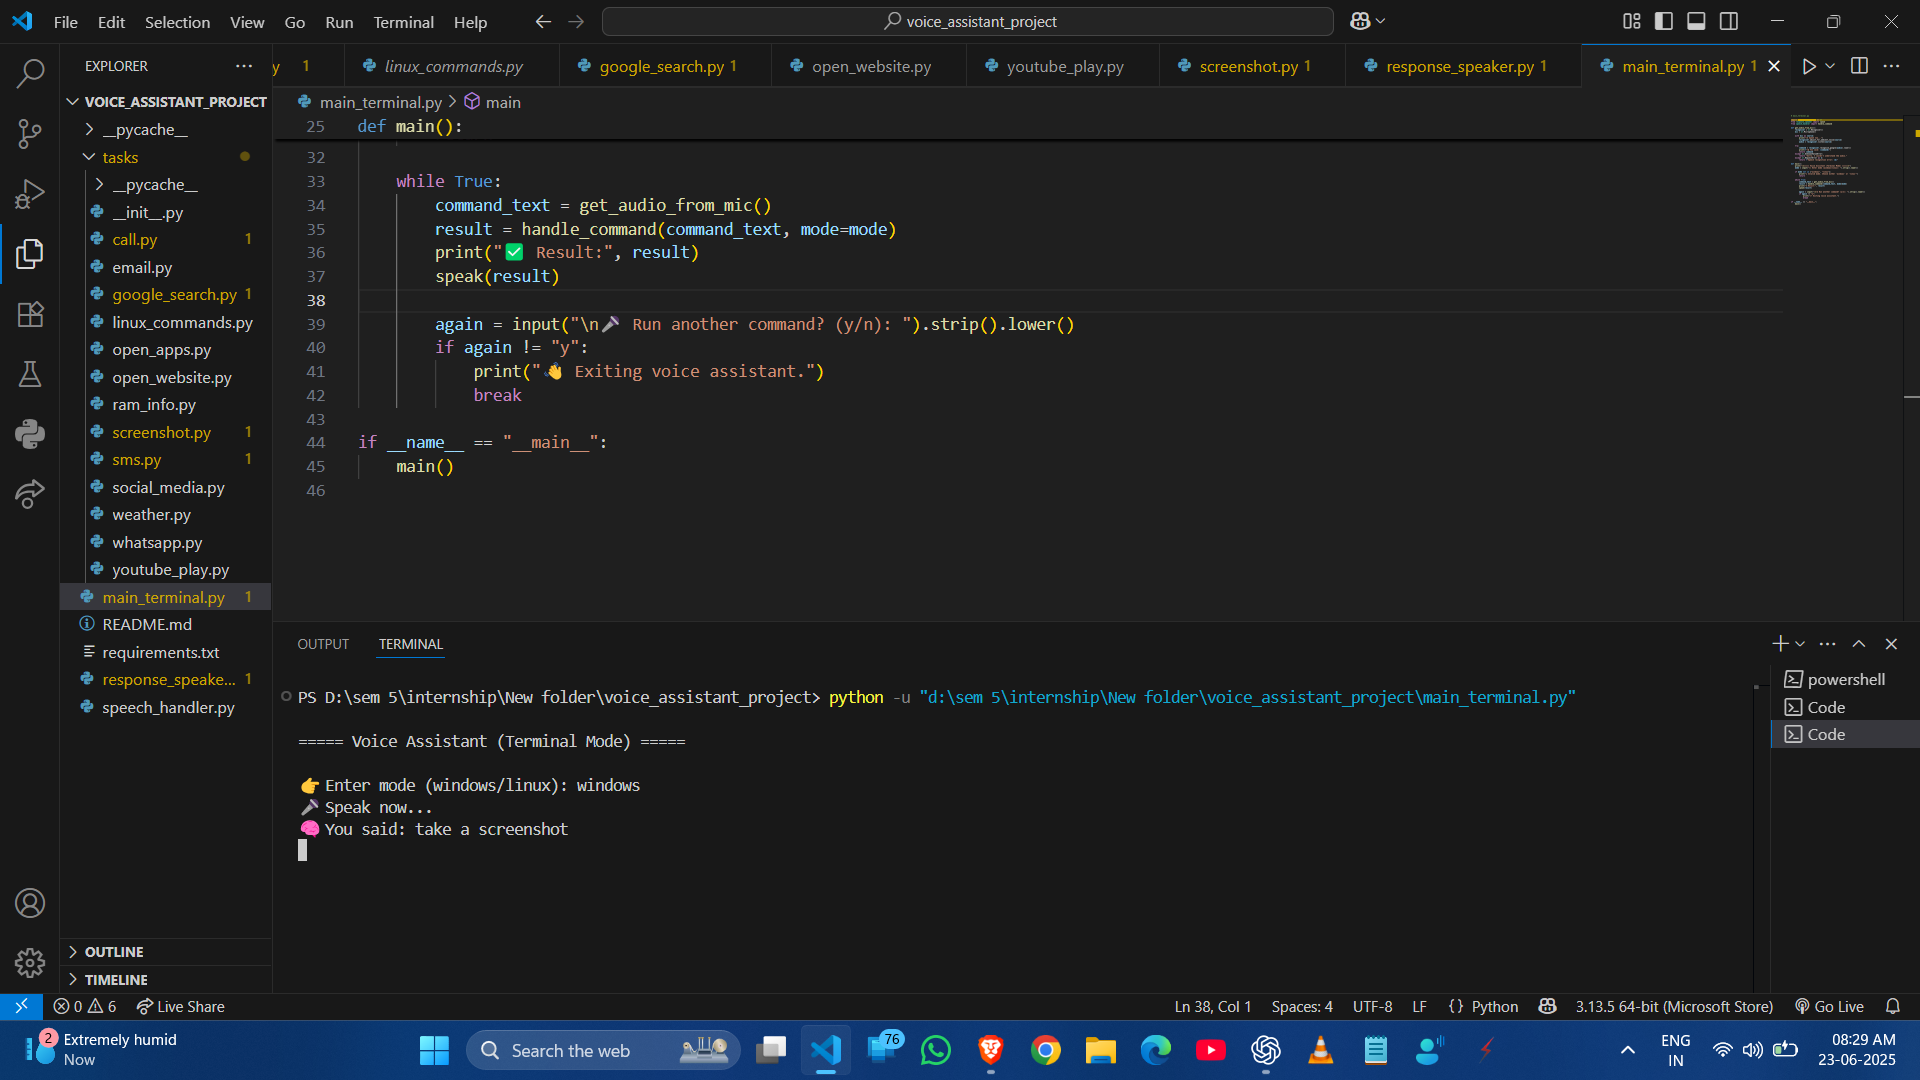 File Edit Selection View Go Run Terminal Help
voice_assistant_project
EXPLORER
VOICE_ASSISTANT_PROJECT
__pycache__
tasks
__pycache__
__init__.py
call.py 1
email.py
google_search.py 1
linux_commands.py
open_apps.py
open_website.py
ram_info.py
screenshot.py 1
sms.py 1
social_media.py
weather.py
whatsapp.py
youtube_play.py
main_terminal.py 1
README.md
requirements.txt
response_speake... 1
speech_handler.py
OUTLINE
TIMELINE
y 1 linux_commands.py google_search.py 1 open_website.py youtube_play.py screenshot.py 1 response_speaker.py 1 main_terminal.py 1
main_terminal.py > main
25 def main():
32
33 while True:
34 command_text = get_audio_from_mic()
35 result = handle_command(command_text, mode=mode)
36 print("✅ Result:", result)
37 speak(result)
38
39 again = input("\n🎤 Run another command? (y/n): ").strip().lower()
40 if again != "y":
41 print("👋 Exiting voice assistant.")
42 break
43
44 if __name__ == "__main__":
45 main()
46
OUTPUT TERMINAL
PS D:\sem 5\internship\New folder\voice_assistant_project> python -u "d:\sem 5\internship\New folder\voice_assistant_project\main_terminal.py"
===== Voice Assistant (Terminal Mode) =====
👉 Enter mode (windows/linux): windows
🎤 Speak now...
🧠 You said: take a screenshot
powershell
Code
Code
0 6 Live Share Ln 38, Col 1 Spaces: 4 UTF-8 LF {} Python 3.13.5 64-bit (Microsoft Store) Go Live
2 Extremely humid
Now
Search the web
76
ENG
IN
08:29 AM
23-06-2025